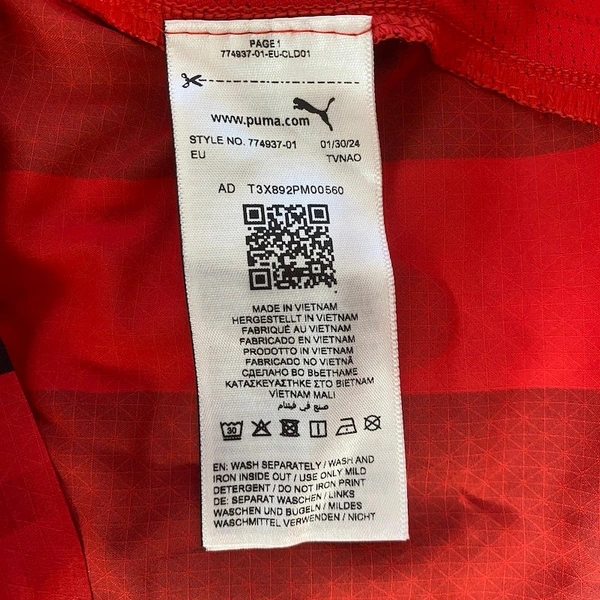 PAGE 1
774937-01-EU-CLD01
www.puma.com
STYLE NO. 774937-01 01/30/24
EU TVNAO
AD T3X892PM00560
MADE IN VIETNAM
HERGESTELLT IN VIETNAM
FABRIQUÉ AU VIETNAM
FABRICADO EN VIETNAM
PRODOTTO IN VIETNAM
FABRICADO NO VIETNÃ
СДЕЛАНО ВО ВЬЕТНАМЕ
ΚΑΤΑΣΚΕΥΑΣΤΗΚΕ ΣΤΟ ΒΙΕΤΝΑΜ
VİETNAM MALI
صنع في فيتنام
30
EN: WASH SEPARATELY / WASH AND
IRON INSIDE OUT / USE ONLY MILD
DETERGENT / DO NOT IRON PRINT
DE: SEPARAT WASCHEN / LINKS
WASCHEN UND BÜGELN / MILDES
WASCHMITTEL VERWENDEN / NICHT